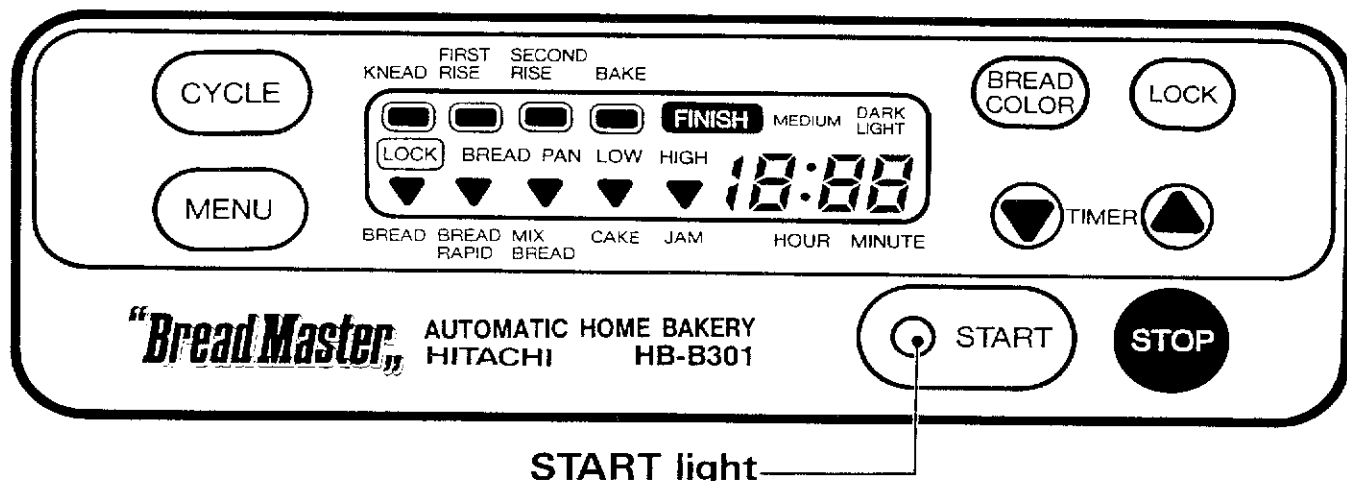 CYCLE
MENU
KNEAD
FIRST
RISE
SECOND
RISE
BAKE
FINISH
MEDIUM
DARK
LIGHT
LOCK
BREAD PAN
LOW
HIGH
18:88
BREAD
BREAD
RAPID
MIX
BREAD
CAKE
JAM
HOUR
MINUTE
BREAD
COLOR
LOCK
TIMER
"Bread Master„
AUTOMATIC HOME BAKERY
HITACHI HB-B301
START
STOP
START light